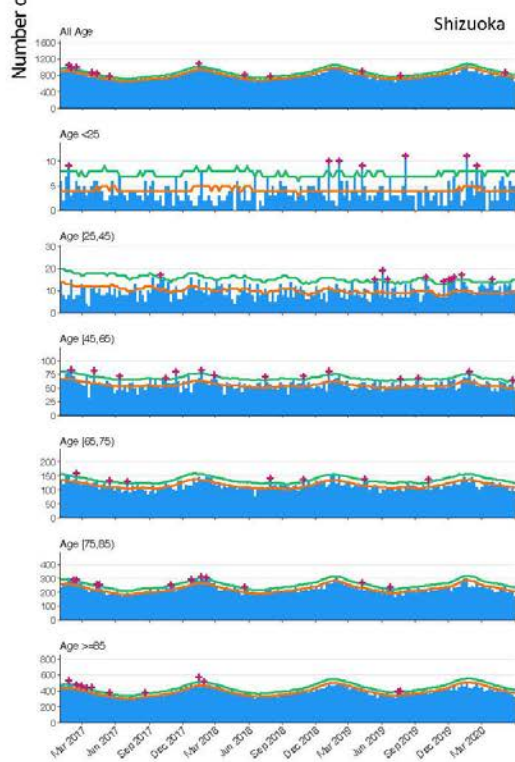 Number o
Shizuoka
All Age
1600
1200
800
400
0
Age <25
10
5
0
Age [25,45)
30
20
10
0
Age [45,65)
100
75
50
25
0
Age [65,75)
200
150
100
50
0
Age [75,85)
400
300
200
100
0
Age >=85
800
600
400
200
0
Mar 2017
Jun 2017
Sep 2017
Dec 2017
Mar 2018
Jun 2018
Sep 2018
Dec 2018
Mar 2019
Jun 2019
Sep 2019
Dec 2019
Mar 2020